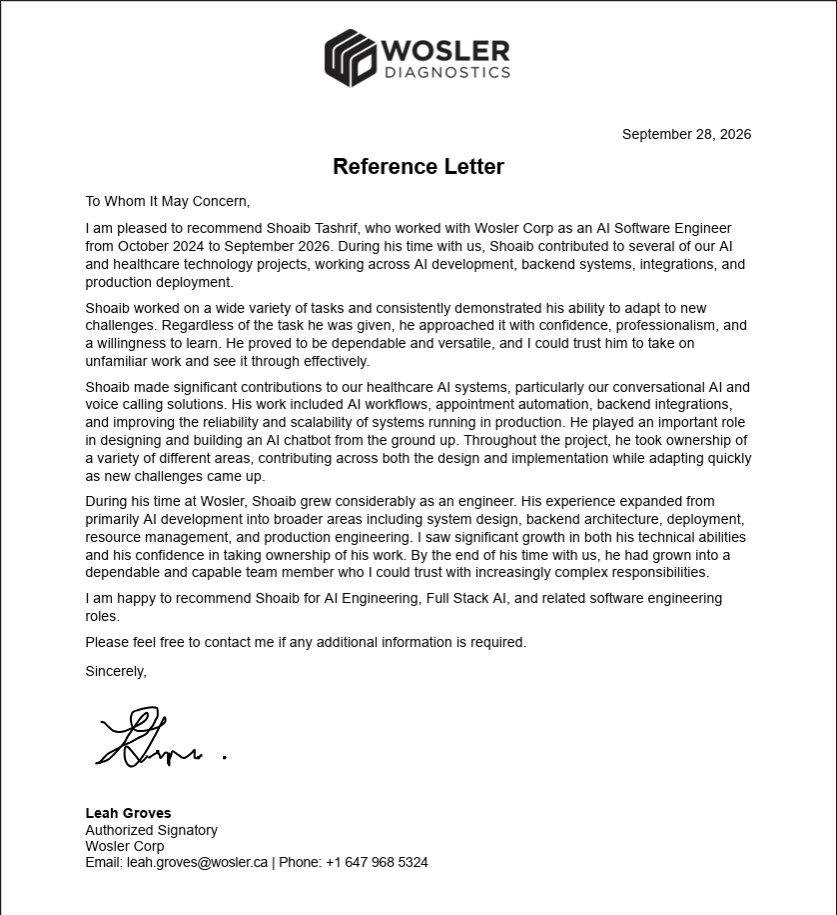 WOSLER
DIAGNOSTICS
September 28, 2026
Reference Letter
To Whom It May Concern,
I am pleased to recommend Shoaib Tashrif, who worked with Wosler Corp as an AI Software Engineer
from October 2024 to September 2026. During his time with us, Shoaib contributed to several of our AI
and healthcare technology projects, working across AI development, backend systems, integrations, and
production deployment.
Shoaib worked on a wide variety of tasks and consistently demonstrated his ability to adapt to new
challenges. Regardless of the task he was given, he approached it with confidence, professionalism, and
a willingness to learn. He proved to be dependable and versatile, and I could trust him to take on
unfamiliar work and see it through effectively.
Shoaib made significant contributions to our healthcare AI systems, particularly our conversational AI and
voice calling solutions. His work included AI workflows, appointment automation, backend integrations,
and improving the reliability and scalability of systems running in production. He played an important role
in designing and building an AI chatbot from the ground up. Throughout the project, he took ownership of
a variety of different areas, contributing across both the design and implementation while adapting quickly
as new challenges came up.
During his time at Wosler, Shoaib grew considerably as an engineer. His experience expanded from
primarily AI development into broader areas including system design, backend architecture, deployment,
resource management, and production engineering. I saw significant growth in both his technical abilities
and his confidence in taking ownership of his work. By the end of his time with us, he had grown into a
dependable and capable team member who I could trust with increasingly complex responsibilities.
I am happy to recommend Shoaib for AI Engineering, Full Stack AI, and related software engineering
roles.
Please feel free to contact me if any additional information is required.
Sincerely,
Leah Groves
Authorized Signatory
Wosler Corp
Email: leah.groves@wosler.ca | Phone: +1 647 968 5324